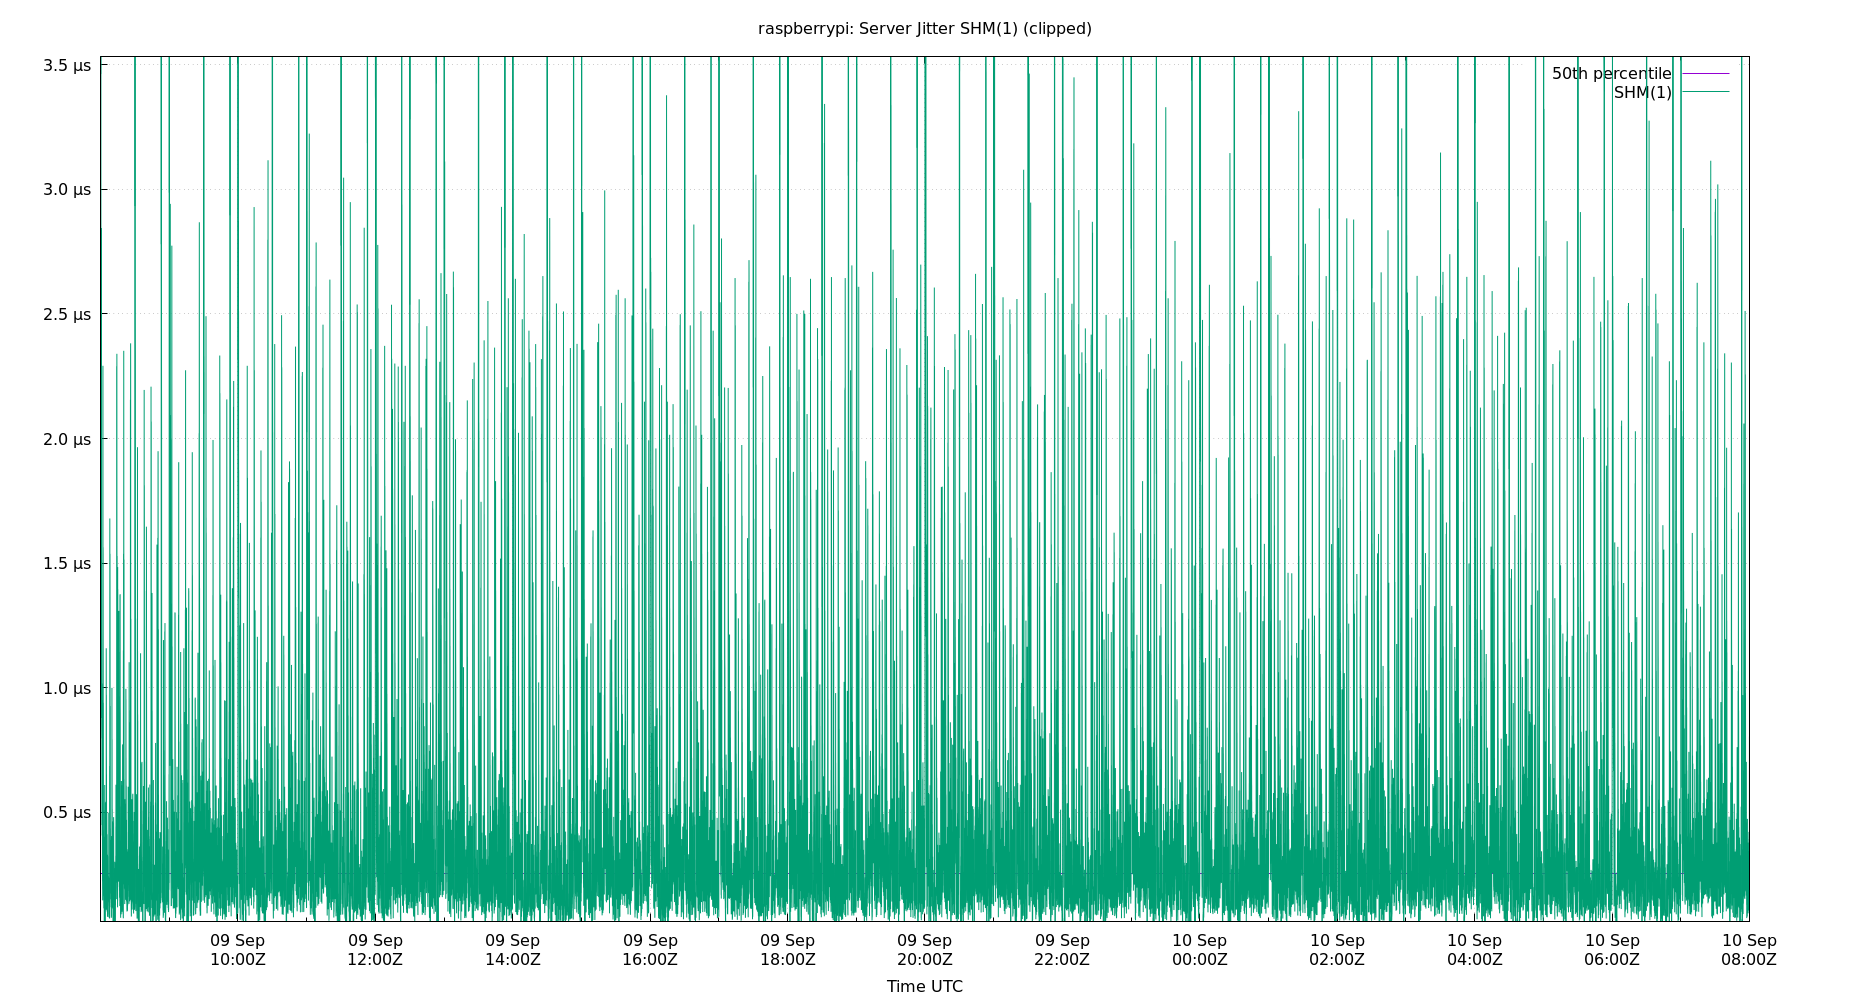 raspberrypi: Server Jitter SHM(1) (clipped)
3.5 µs
3.0 µs
2.5 µs
2.0 µs
1.5 µs
1.0 µs
0.5 µs
50th percentile
SHM(1)
09 Sep 09 Sep 09 Sep 09 Sep 09 Sep 09 Sep 09 Sep 10 Sep 10 Sep 10 Sep 10 Sep 10 Sep
10:00Z 12:00Z 14:00Z 16:00Z 18:00Z 20:00Z 22:00Z 00:00Z 02:00Z 04:00Z 06:00Z 08:00Z
Time UTC